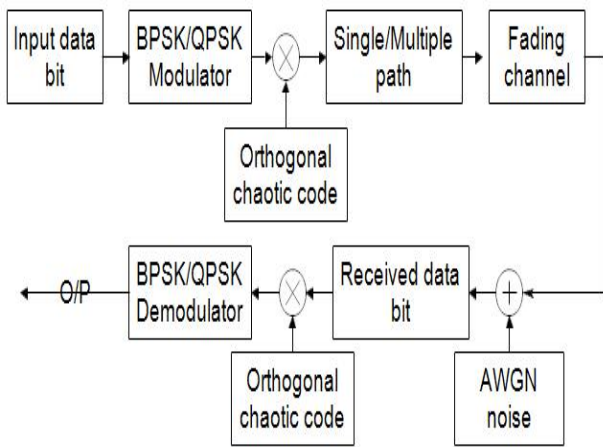 Input data
bit
BPSK/QPSK
Modulator
Single/Multiple
path
Fading
channel
Orthogonal
chaotic code
O/P
BPSK/QPSK
Demodulator
Received data
bit
Orthogonal
chaotic code
AWGN
noise